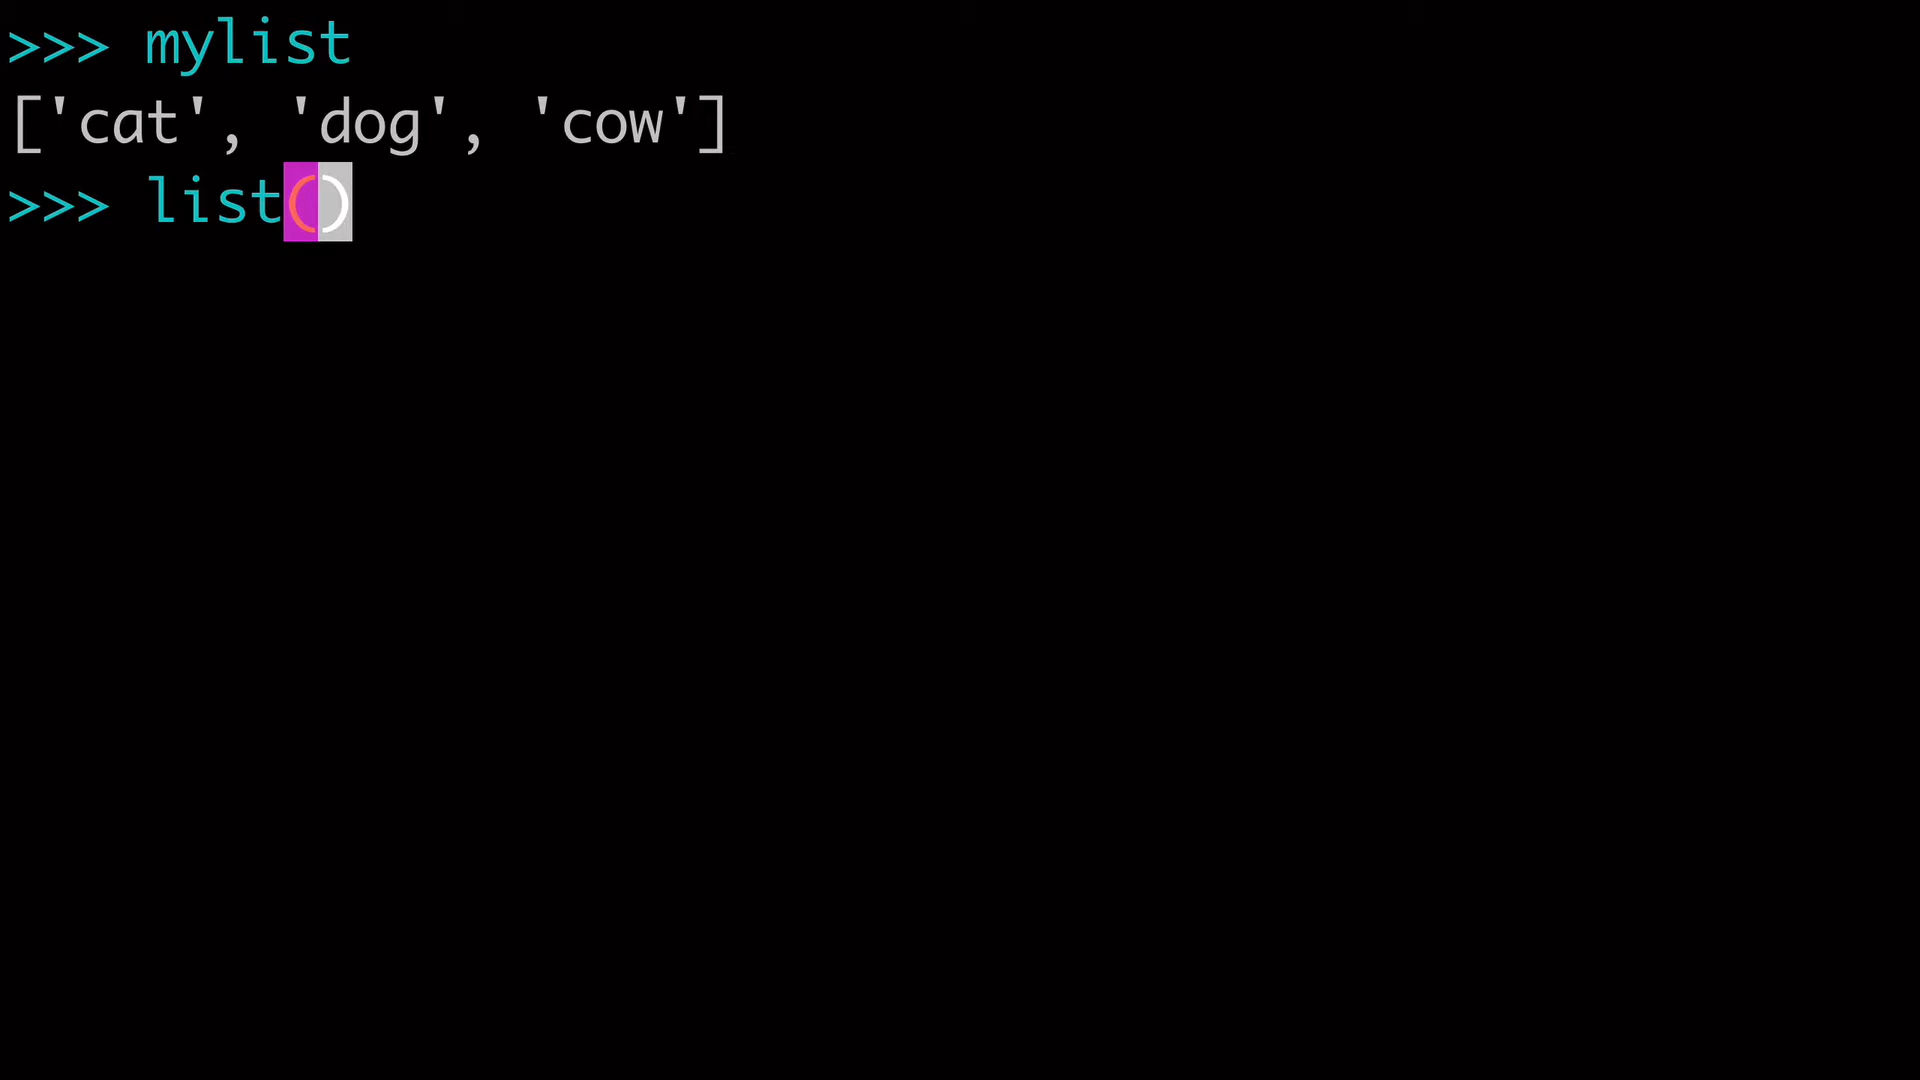 >>> mylist
['cat', 'dog', 'cow']
>>> list()